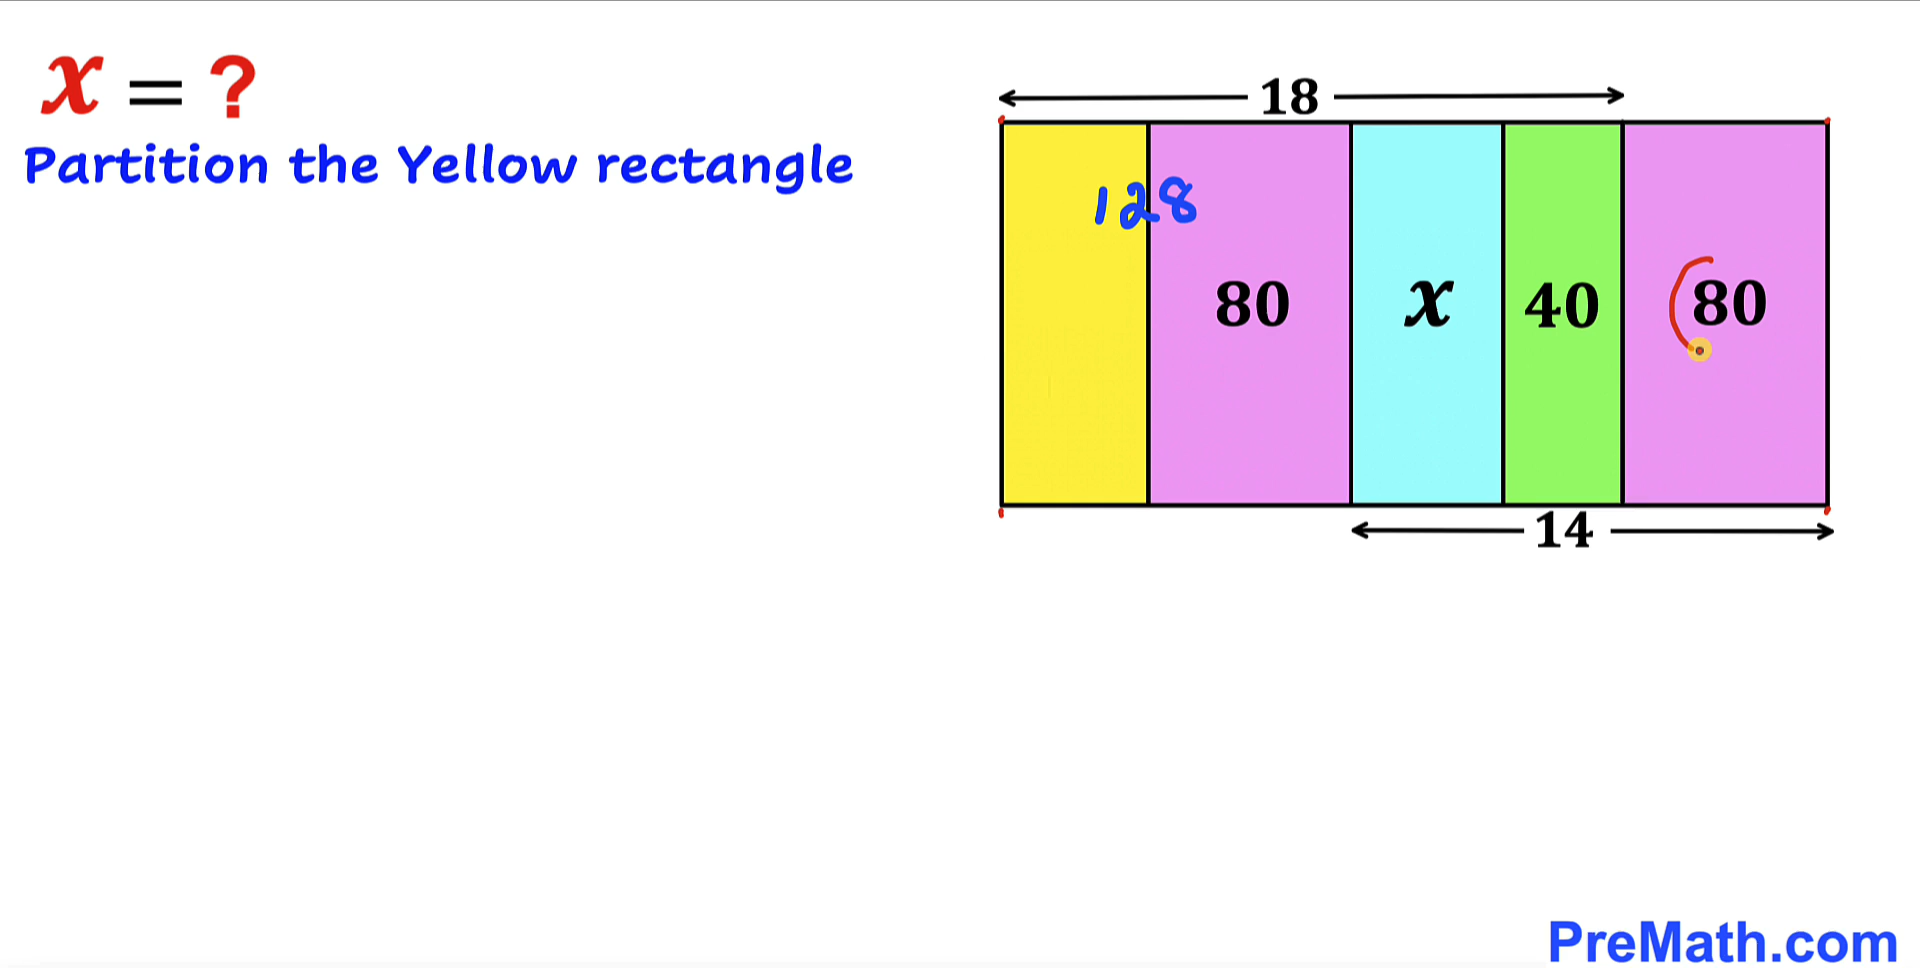 x = ?
Partition the Yellow rectangle
18
128
80 x 40 80
14
PreMath.com